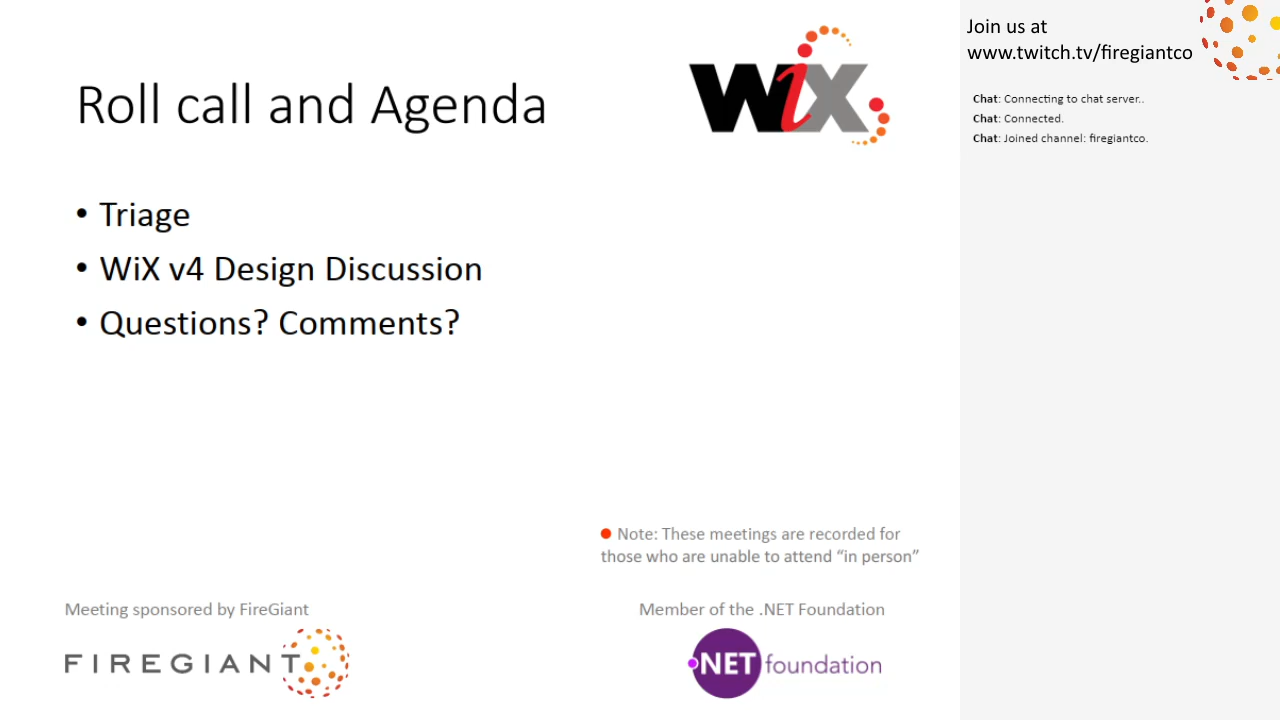 Roll call and Agenda
WiX
• Triage
• WiX v4 Design Discussion
• Questions? Comments?
Note: These meetings are recorded for
those who are unable to attend “in person”
Meeting sponsored by FireGiant
FIREGIANT
Member of the .NET Foundation
.NET foundation
Join us at
www.twitch.tv/firegiantco
Chat: Connecting to chat server..
Chat: Connected.
Chat: Joined channel: firegiantco.